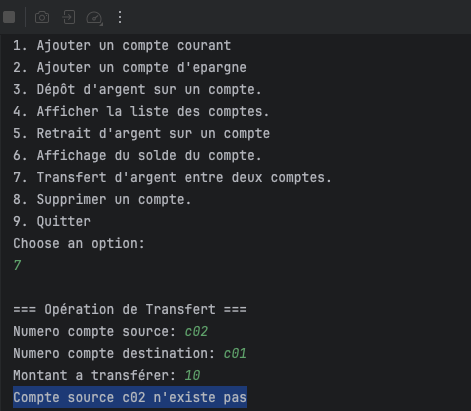 1. Ajouter un compte courant
2. Ajouter un compte d'epargne
3. Dépôt d'argent sur un compte.
4. Afficher la liste des comptes.
5. Retrait d'argent sur un compte
6. Affichage du solde du compte.
7. Transfert d'argent entre deux comptes.
8. Supprimer un compte.
9. Quitter
Choose an option:
7
=== Opération de Transfert ===
Numero compte source: c02
Numero compte destination: c01
Montant a transférer: 10
Compte source c02 n'existe pas